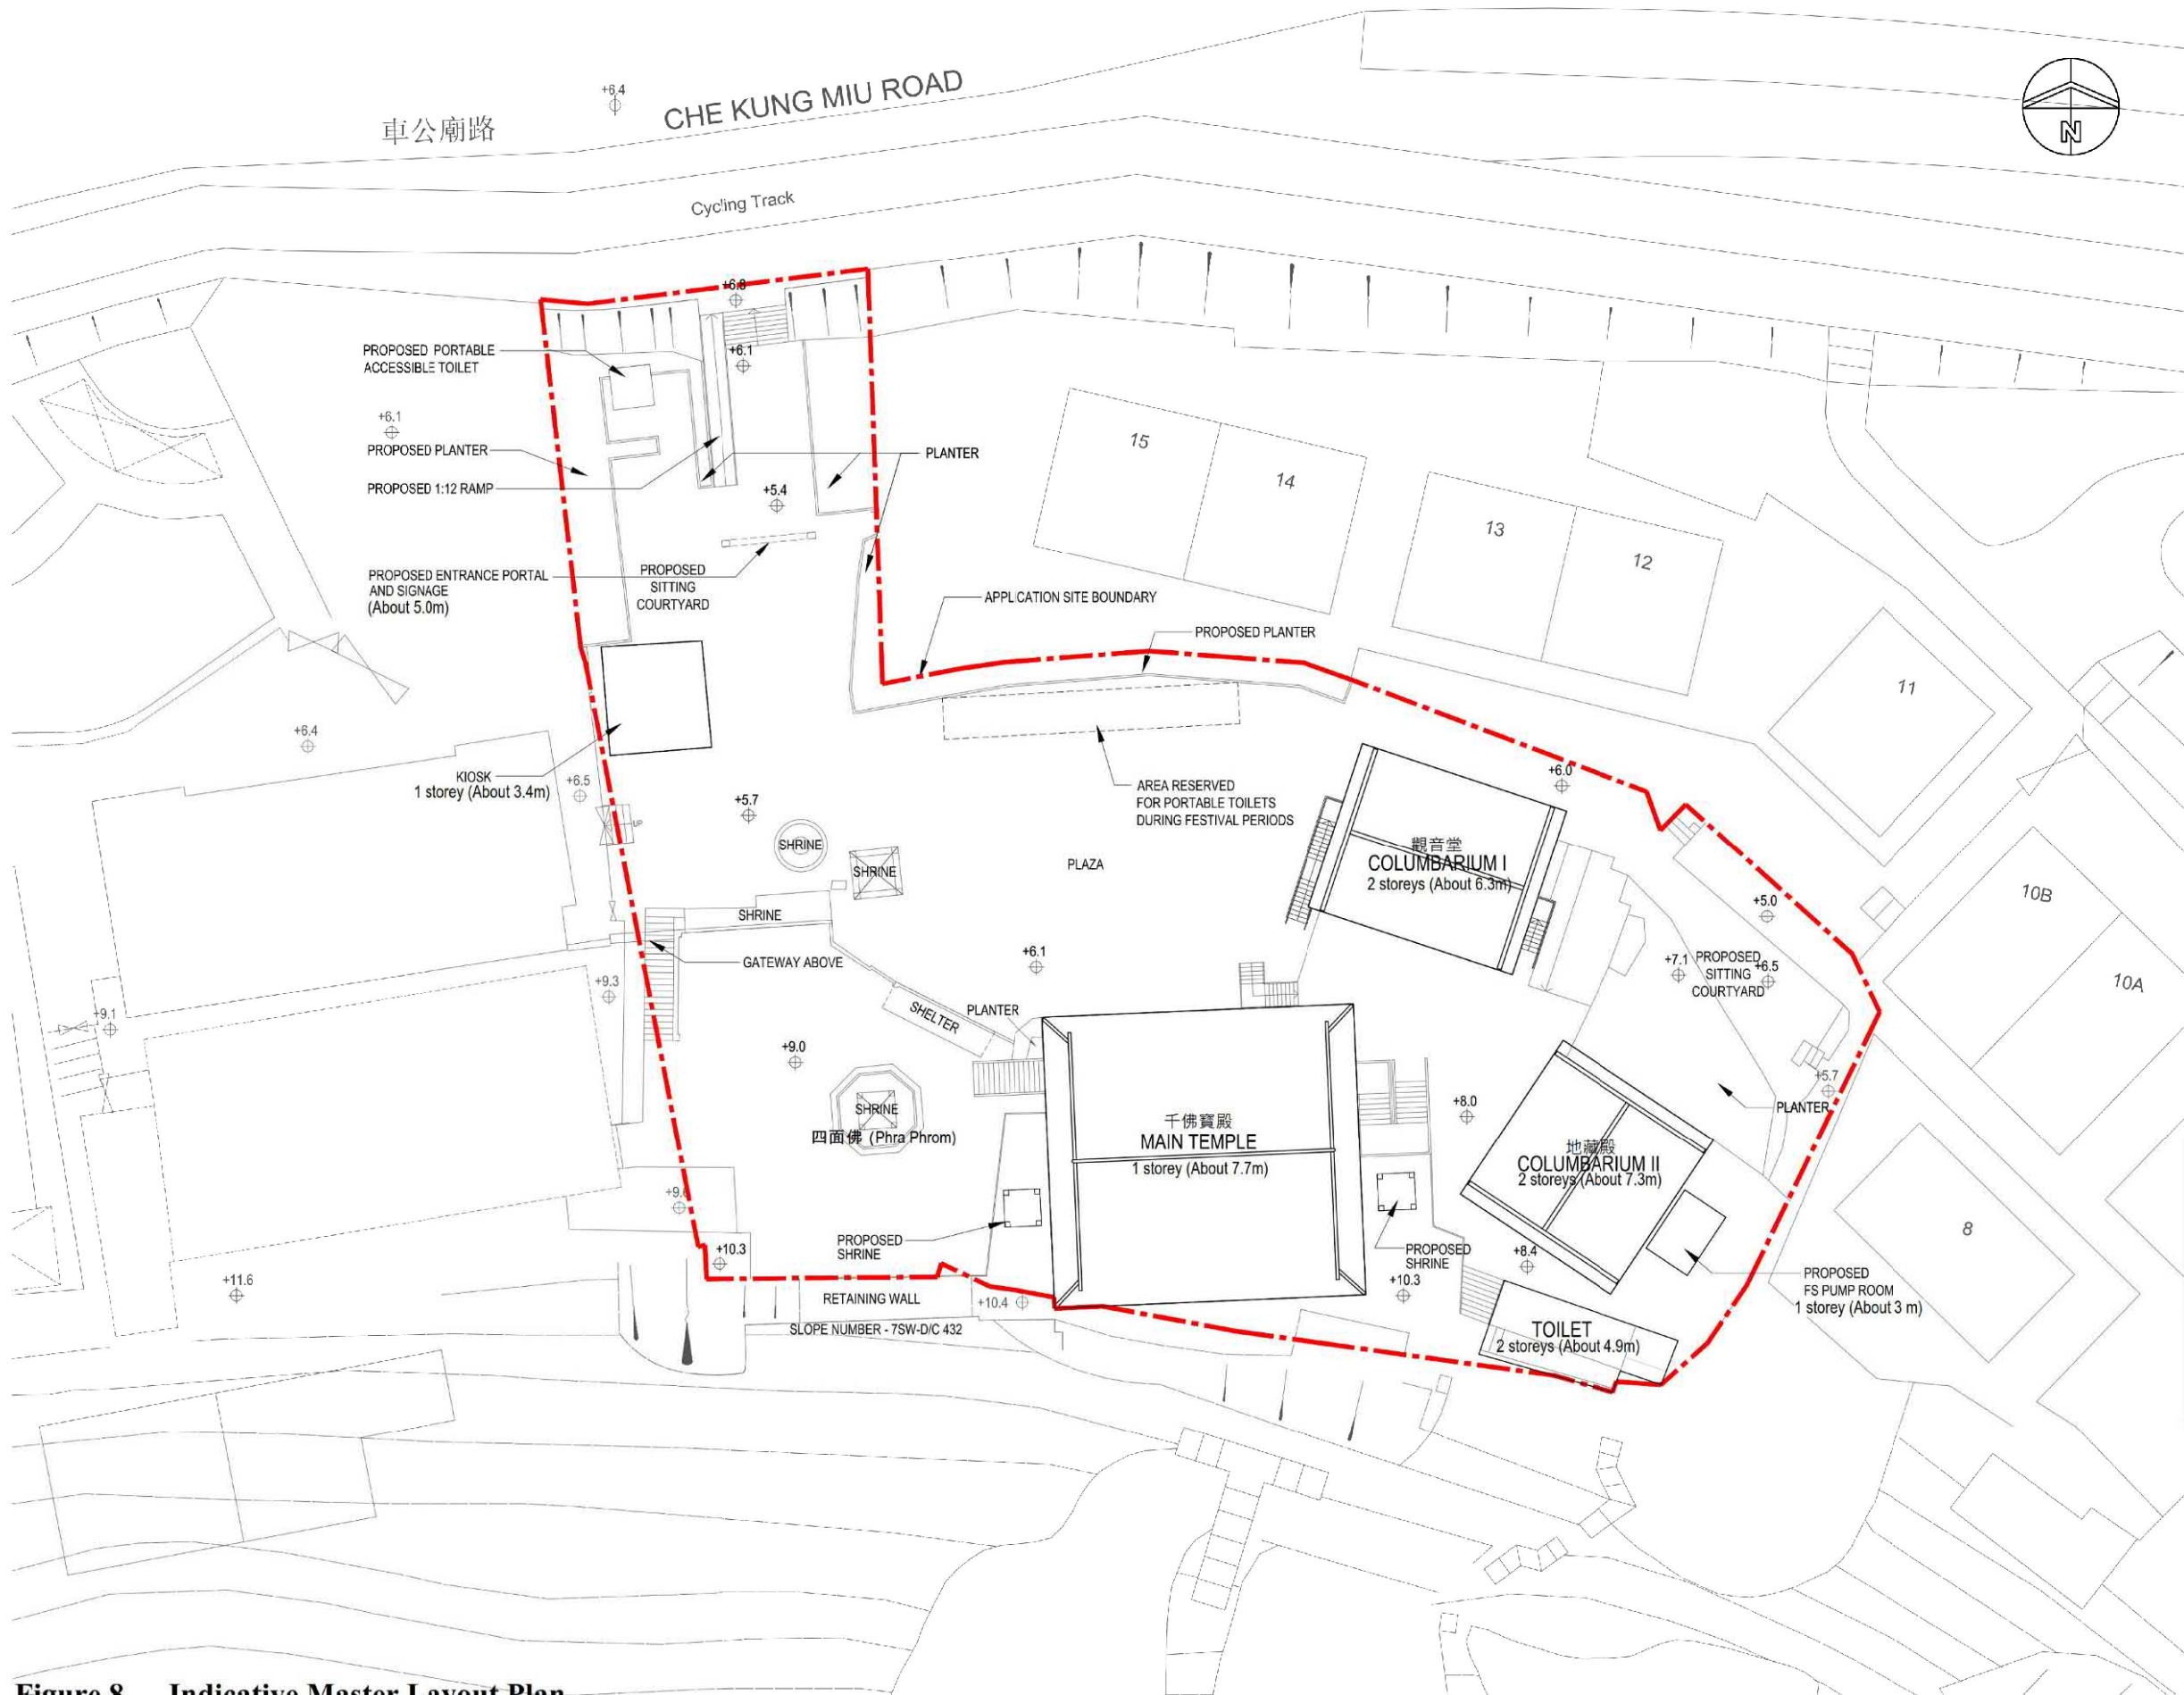 +6.4
車公廟路
CHE KUNG MIU ROAD
N
Cycling Track
+6.8
PROPOSED PORTABLE
ACCESSIBLE TOILET
+6.1
+6.1
PROPOSED PLANTER
PLANTER
PROPOSED 1:12 RAMP
+5.4
15
14
13
12
11
10B
10A
8
PROPOSED ENTRANCE PORTAL
AND SIGNAGE
(About 5.0m)
PROPOSED
SITTING
COURTYARD
APPLICATION SITE BOUNDARY
PROPOSED PLANTER
+6.4
KIOSK
1 storey (About 3.4m)
+6.5
+5.7
AREA RESERVED
FOR PORTABLE TOILETS
DURING FESTIVAL PERIODS
+6.0
SHRINE
SHRINE
PLAZA
觀音堂
COLUMBARIUM I
2 storeys (About 6.3m)
SHRINE
GATEWAY ABOVE
+6.1
+5.0
+7.1
PROPOSED
SITTING
COURTYARD
+6.5
+9.3
+9.1
SHELTER
PLANTER
+9.0
SHRINE
四面佛 (Phra Phrom)
千佛寶殿
MAIN TEMPLE
1 storey (About 7.7m)
+8.0
+5.7
PLANTER
地藏殿
COLUMBARIUM II
2 storeys (About 7.3m)
PROPOSED
SHRINE
PROPOSED
SHRINE
+10.3
+8.4
PROPOSED
FS PUMP ROOM
1 storey (About 3 m)
+10.3
+11.6
RETAINING WALL
+10.4
SLOPE NUMBER - 7SW-D/C 432
TOILET
2 storeys (About 4.9m)
Figure 8 Indicative Master Layout Plan